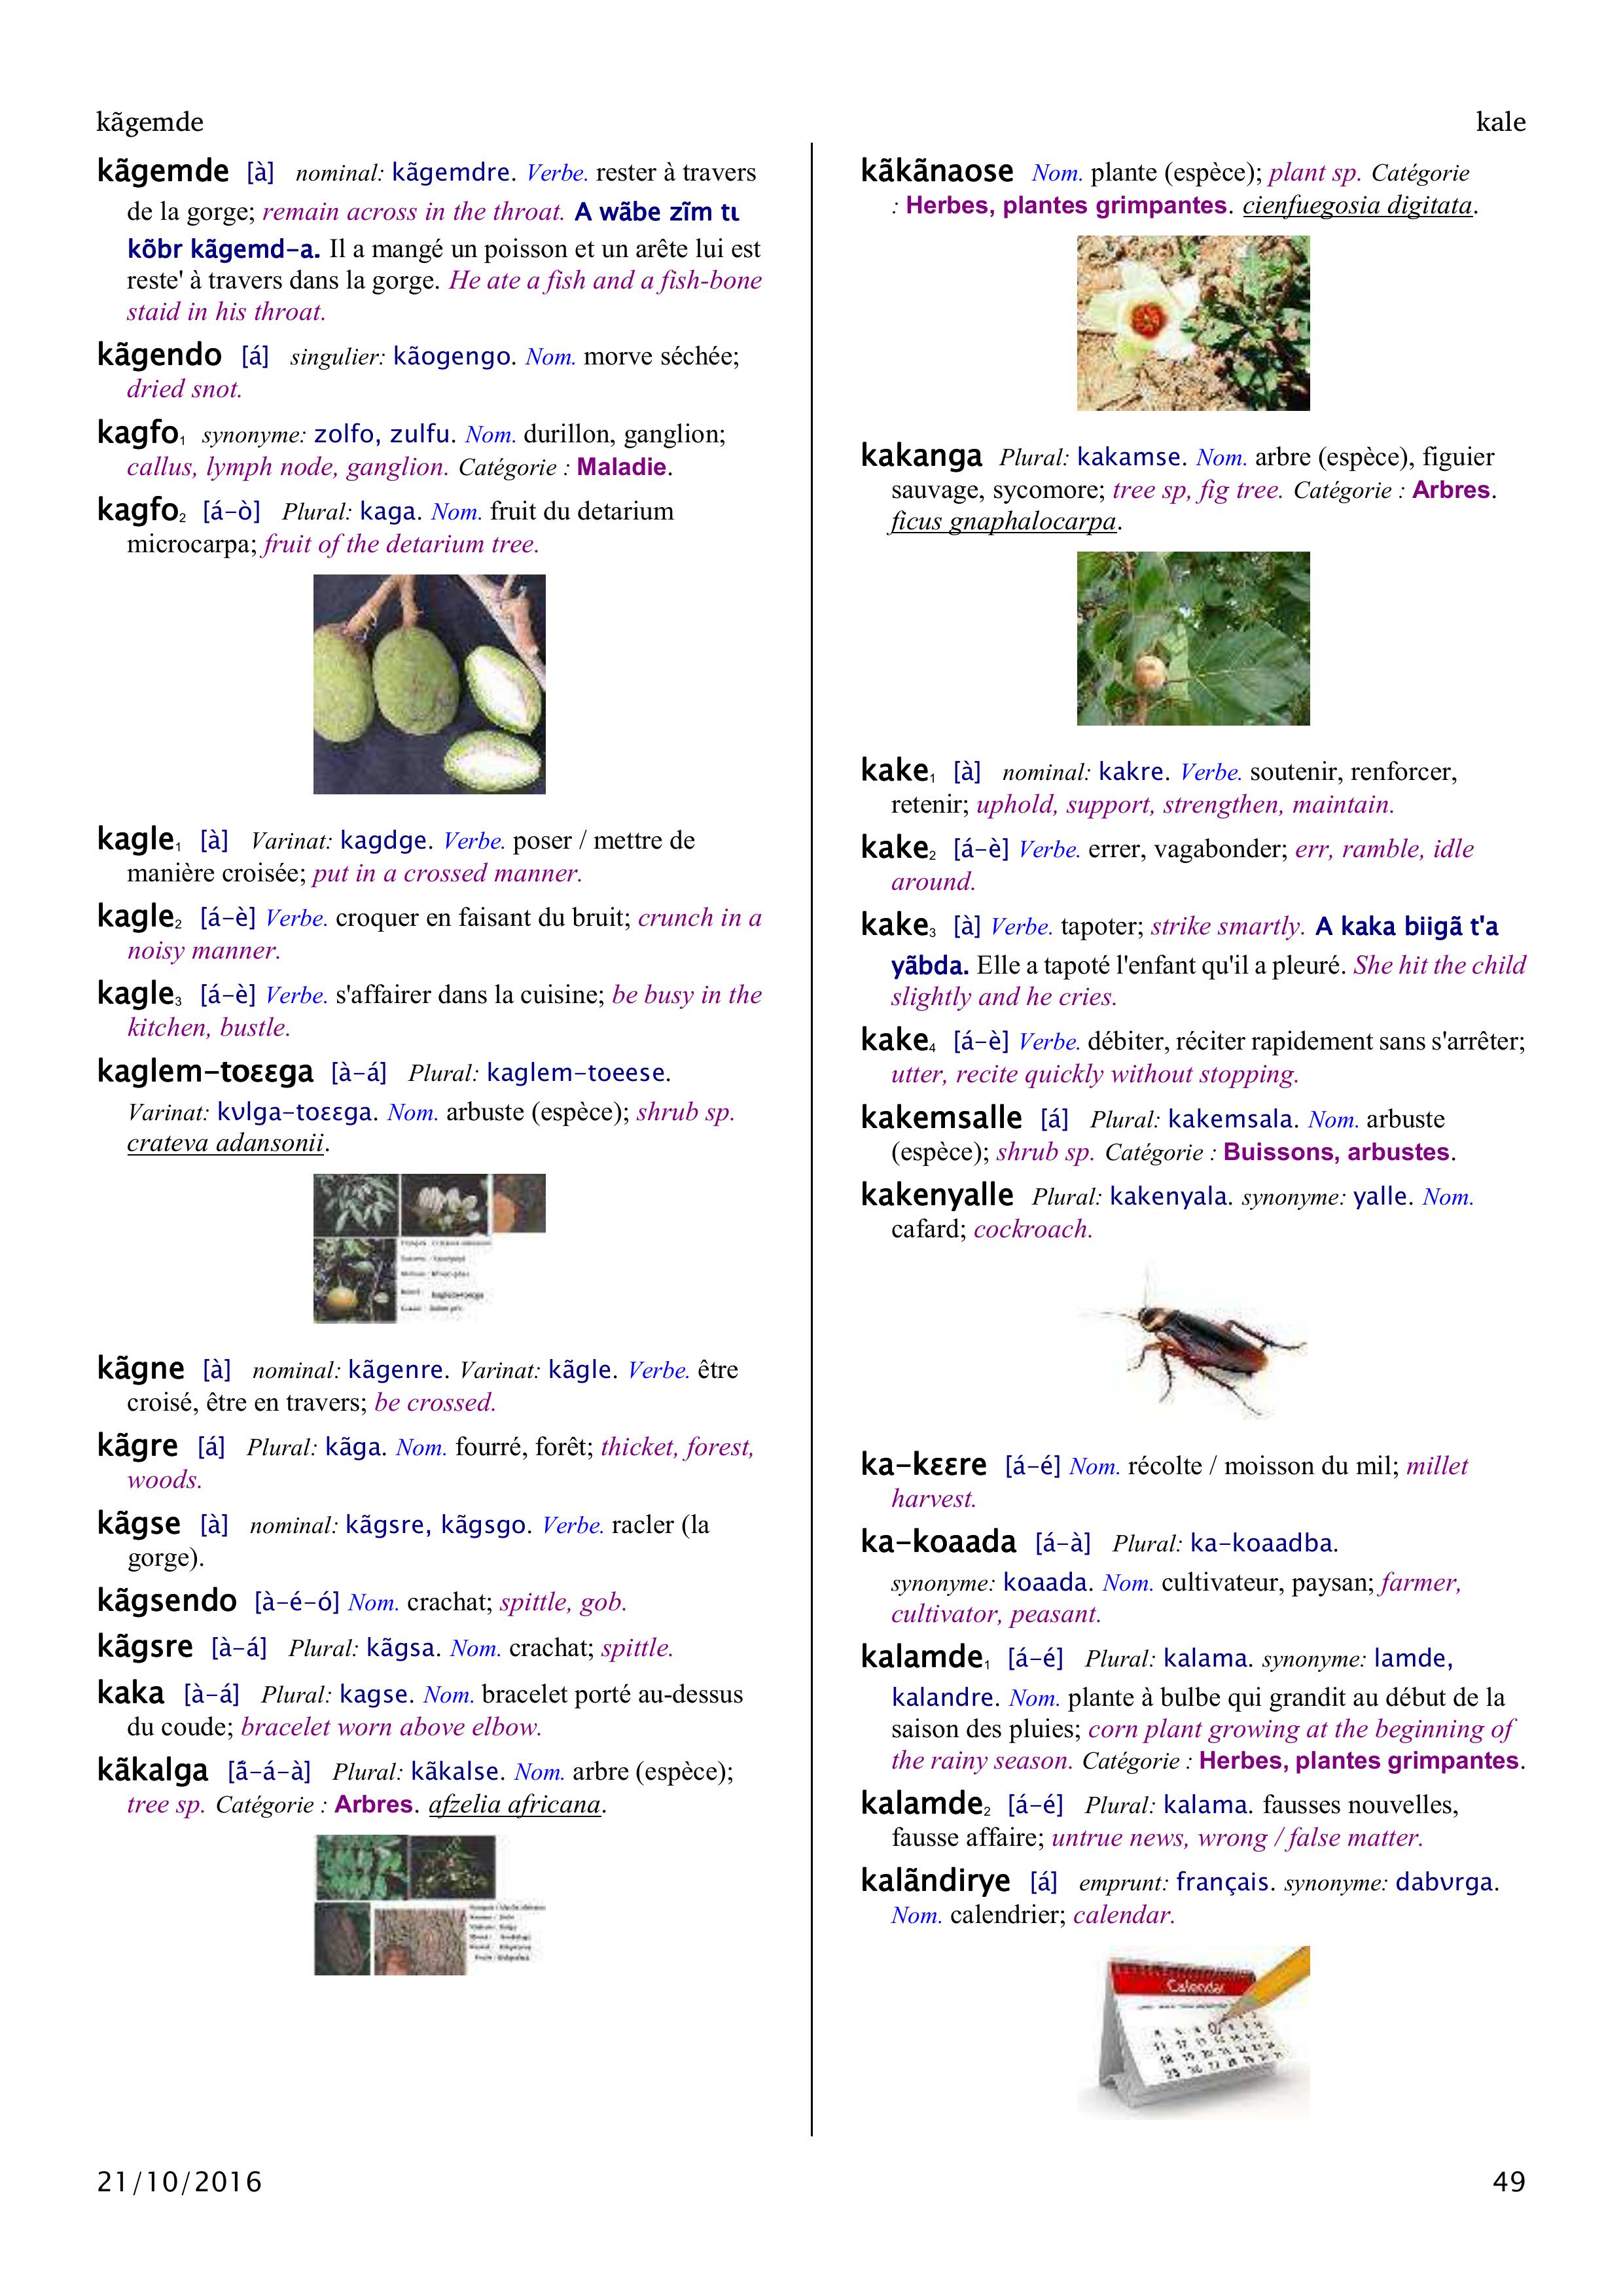 kãgemde
kale
kãgemde [à] nominal: kãgemdre. Verbe. rester à travers
de la gorge; remain across in the throat. A wãbe zĩm tɩ
kõbr kãgemd-a. Il a mangé un poisson et un arête lui est
reste' à travers dans la gorge. He ate a fish and a fish-bone
staid in his throat.
kãgendo [á] singulier: kãogengo. Nom. morve séchée;
dried snot.
kagfo₁ synonyme: zolfo, zulfu. Nom. durillon, ganglion;
callus, lymph node, ganglion. Catégorie : Maladie.
kagfo₂ [á-ò] Plural: kaga. Nom. fruit du detarium
microcarpa; fruit of the detarium tree.
kagle₁ [à] Varinat: kagdge. Verbe. poser / mettre de
manière croisée; put in a crossed manner.
kagle₂ [á-è] Verbe. croquer en faisant du bruit; crunch in a
noisy manner.
kagle₃ [á-è] Verbe. s'affairer dans la cuisine; be busy in the
kitchen, bustle.
kaglem-toɛɛga [à-á] Plural: kaglem-toeese.
Varinat: kʋlga-toɛɛga. Nom. arbuste (espèce); shrub sp.
crateva adansonii.
kãgne [à] nominal: kãgenre. Varinat: kãgle. Verbe. être
croisé, être en travers; be crossed.
kãgre [á] Plural: kãga. Nom. fourré, forêt; thicket, forest,
woods.
kãgse [à] nominal: kãgsre, kãgsgo. Verbe. racler (la
gorge).
kãgsendo [à-é-ó] Nom. crachat; spittle, gob.
kãgsre [à-á] Plural: kãgsa. Nom. crachat; spittle.
kaka [à-á] Plural: kagse. Nom. bracelet porté au-dessus
du coude; bracelet worn above elbow.
kãkalga [ã́-á-à] Plural: kãkalse. Nom. arbre (espèce);
tree sp. Catégorie : Arbres. afzelia africana.
kãkãnaose Nom. plante (espèce); plant sp. Catégorie
: Herbes, plantes grimpantes. cienfuegosia digitata.
kakanga Plural: kakamse. Nom. arbre (espèce), figuier
sauvage, sycomore; tree sp, fig tree. Catégorie : Arbres.
ficus gnaphalocarpa.
kake₁ [à] nominal: kakre. Verbe. soutenir, renforcer,
retenir; uphold, support, strengthen, maintain.
kake₂ [á-è] Verbe. errer, vagabonder; err, ramble, idle
around.
kake₃ [à] Verbe. tapoter; strike smartly. A kaka biigã t'a
yãbda. Elle a tapoté l'enfant qu'il a pleuré. She hit the child
slightly and he cries.
kake₄ [á-è] Verbe. débiter, réciter rapidement sans s'arrêter;
utter, recite quickly without stopping.
kakemsalle [á] Plural: kakemsala. Nom. arbuste
(espèce); shrub sp. Catégorie : Buissons, arbustes.
kakenyalle Plural: kakenyala. synonyme: yalle. Nom.
cafard; cockroach.
ka-kɛɛre [á-é] Nom. récolte / moisson du mil; millet
harvest.
ka-koaada [á-à] Plural: ka-koaadba.
synonyme: koaada. Nom. cultivateur, paysan; farmer,
cultivator, peasant.
kalamde₁ [á-é] Plural: kalama. synonyme: lamde,
kalandre. Nom. plante à bulbe qui grandit au début de la
saison des pluies; corn plant growing at the beginning of
the rainy season. Catégorie : Herbes, plantes grimpantes.
kalamde₂ [á-é] Plural: kalama. fausses nouvelles,
fausse affaire; untrue news, wrong / false matter.
kalãndirye [á] emprunt: français. synonyme: dabʋrga.
Nom. calendrier; calendar.
Calendar
21/10/2016
49